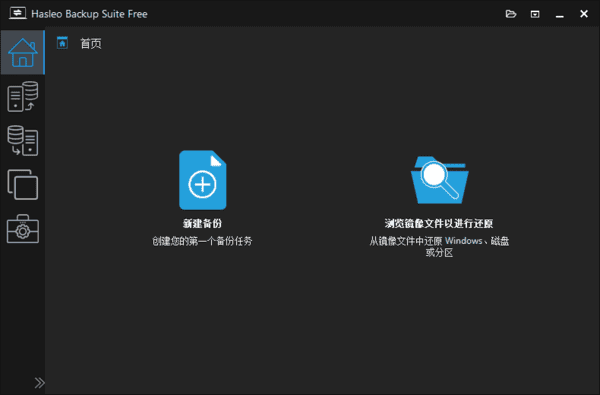 Hasleo Backup Suite Free
首页
新建备份
创建您的第一个备份任务
浏览镜像文件以进行还原
从镜像文件中还原 Windows、磁盘
或分区